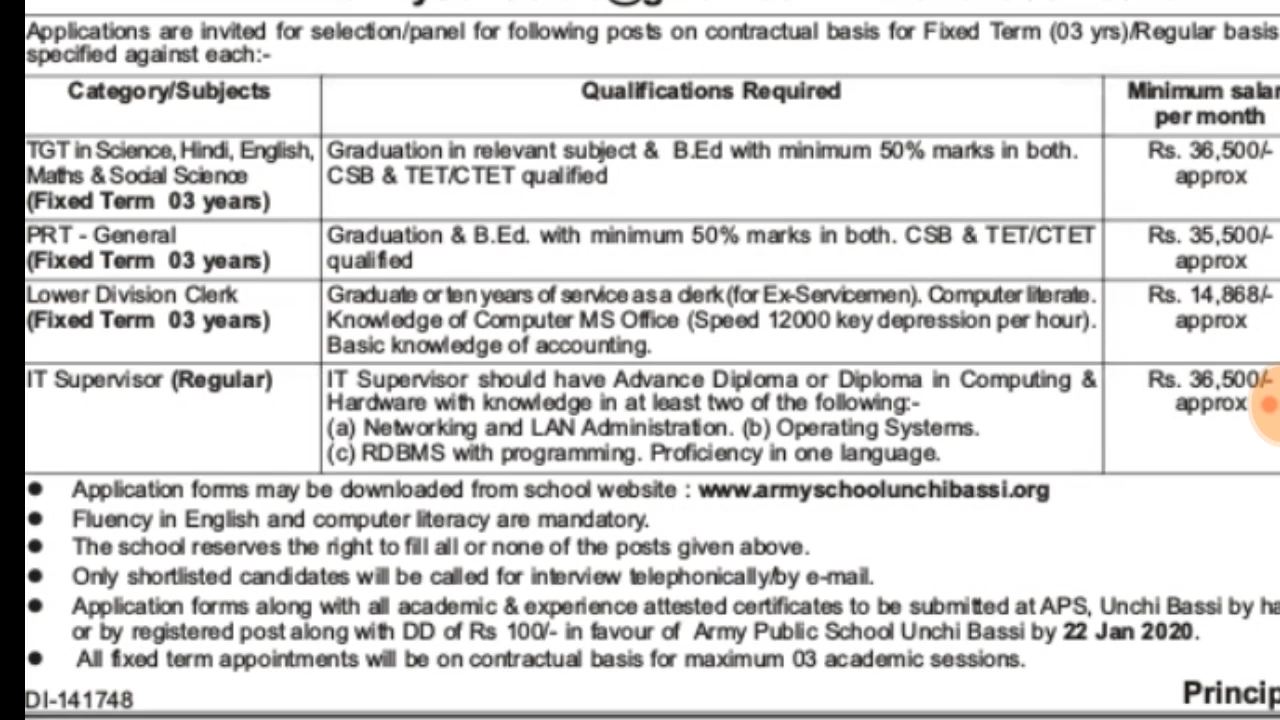 Applications are invited for selection/panel for following posts on contractual basis for Fixed Term (03 yrs)/Regular basis
specified against each:-
Category/Subjects
Qualifications Required
Minimum salar
per month
TGT in Science, Hindi, English,
Maths & Social Science
(Fixed Term 03 years)
Graduation in relevant subject & B.Ed with minimum 50% marks in both.
CSB & TET/CTET qualified
Rs. 36,500/-
approx
PRT - General
(Fixed Term 03 years)
Graduation & B.Ed. with minimum 50% marks in both. CSB & TET/CTET
qualified
Rs. 35,500/-
approx
Lower Division Clerk
(Fixed Term 03 years)
Graduate or ten years of service as a clerk (for Ex-Servicemen). Computer literate.
Knowledge of Computer MS Office (Speed 12000 key depression per hour).
Basic knowledge of accounting.
Rs. 14,868/-
approx
IT Supervisor (Regular)
IT Supervisor should have Advance Diploma or Diploma in Computing &
Hardware with knowledge in at least two of the following:-
(a) Networking and LAN Administration. (b) Operating Systems.
(c) RDBMS with programming. Proficiency in one language.
Rs. 36,500/-
approx
● Application forms may be downloaded from school website : www.armyschoolunchibassi.org
● Fluency in English and computer literacy are mandatory.
● The school reserves the right to fill all or none of the posts given above.
● Only shortlisted candidates will be called for interview telephonically/by e-mail.
● Application forms along with all academic & experience attested certificates to be submitted at APS, Unchi Bassi by ha
or by registered post along with DD of Rs 100/- in favour of Army Public School Unchi Bassi by 22 Jan 2020.
● All fixed term appointments will be on contractual basis for maximum 03 academic sessions.
DI-141748
Princip